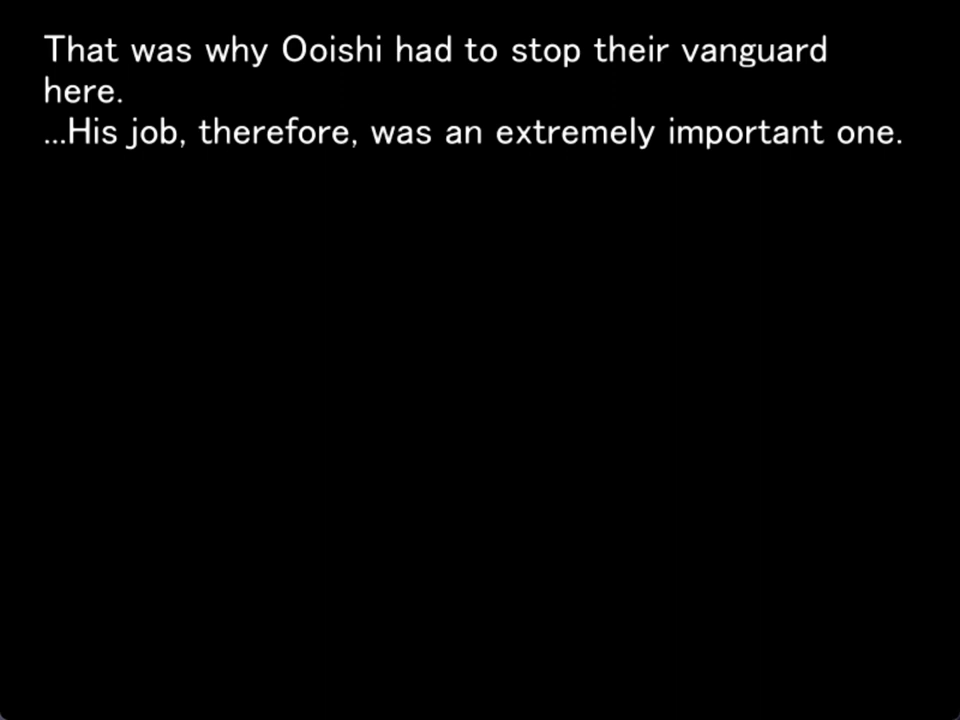 That was why Ooishi had to stop their vanguard
here.
...His job, therefore, was an extremely important one.